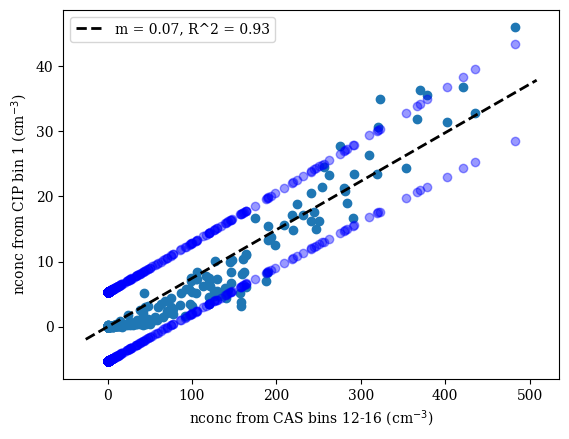 m = 0.07, R^2 = 0.93
nconc from CIP bin 1 (cm⁻³)
40
30
20
10
0
0 100 200 300 400 500
nconc from CAS bins 12-16 (cm⁻³)